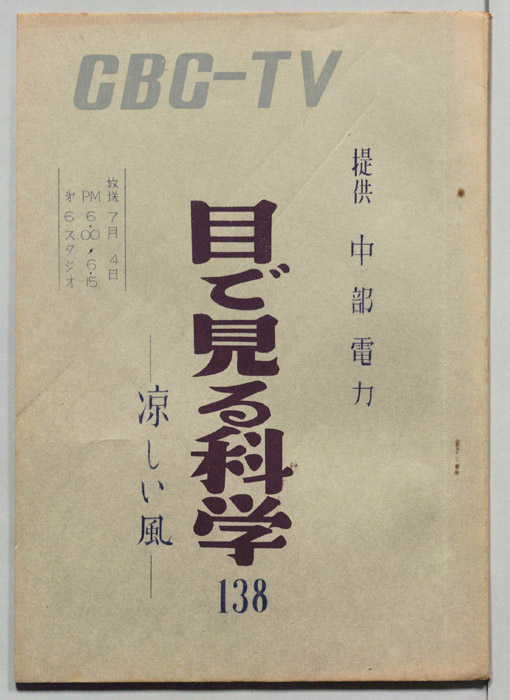 CBC-TV
提供 中部電力
目で見る科学
138
―涼しい風―
放送 7月 4日
PM 6.00〜6.15
第6スタジオ